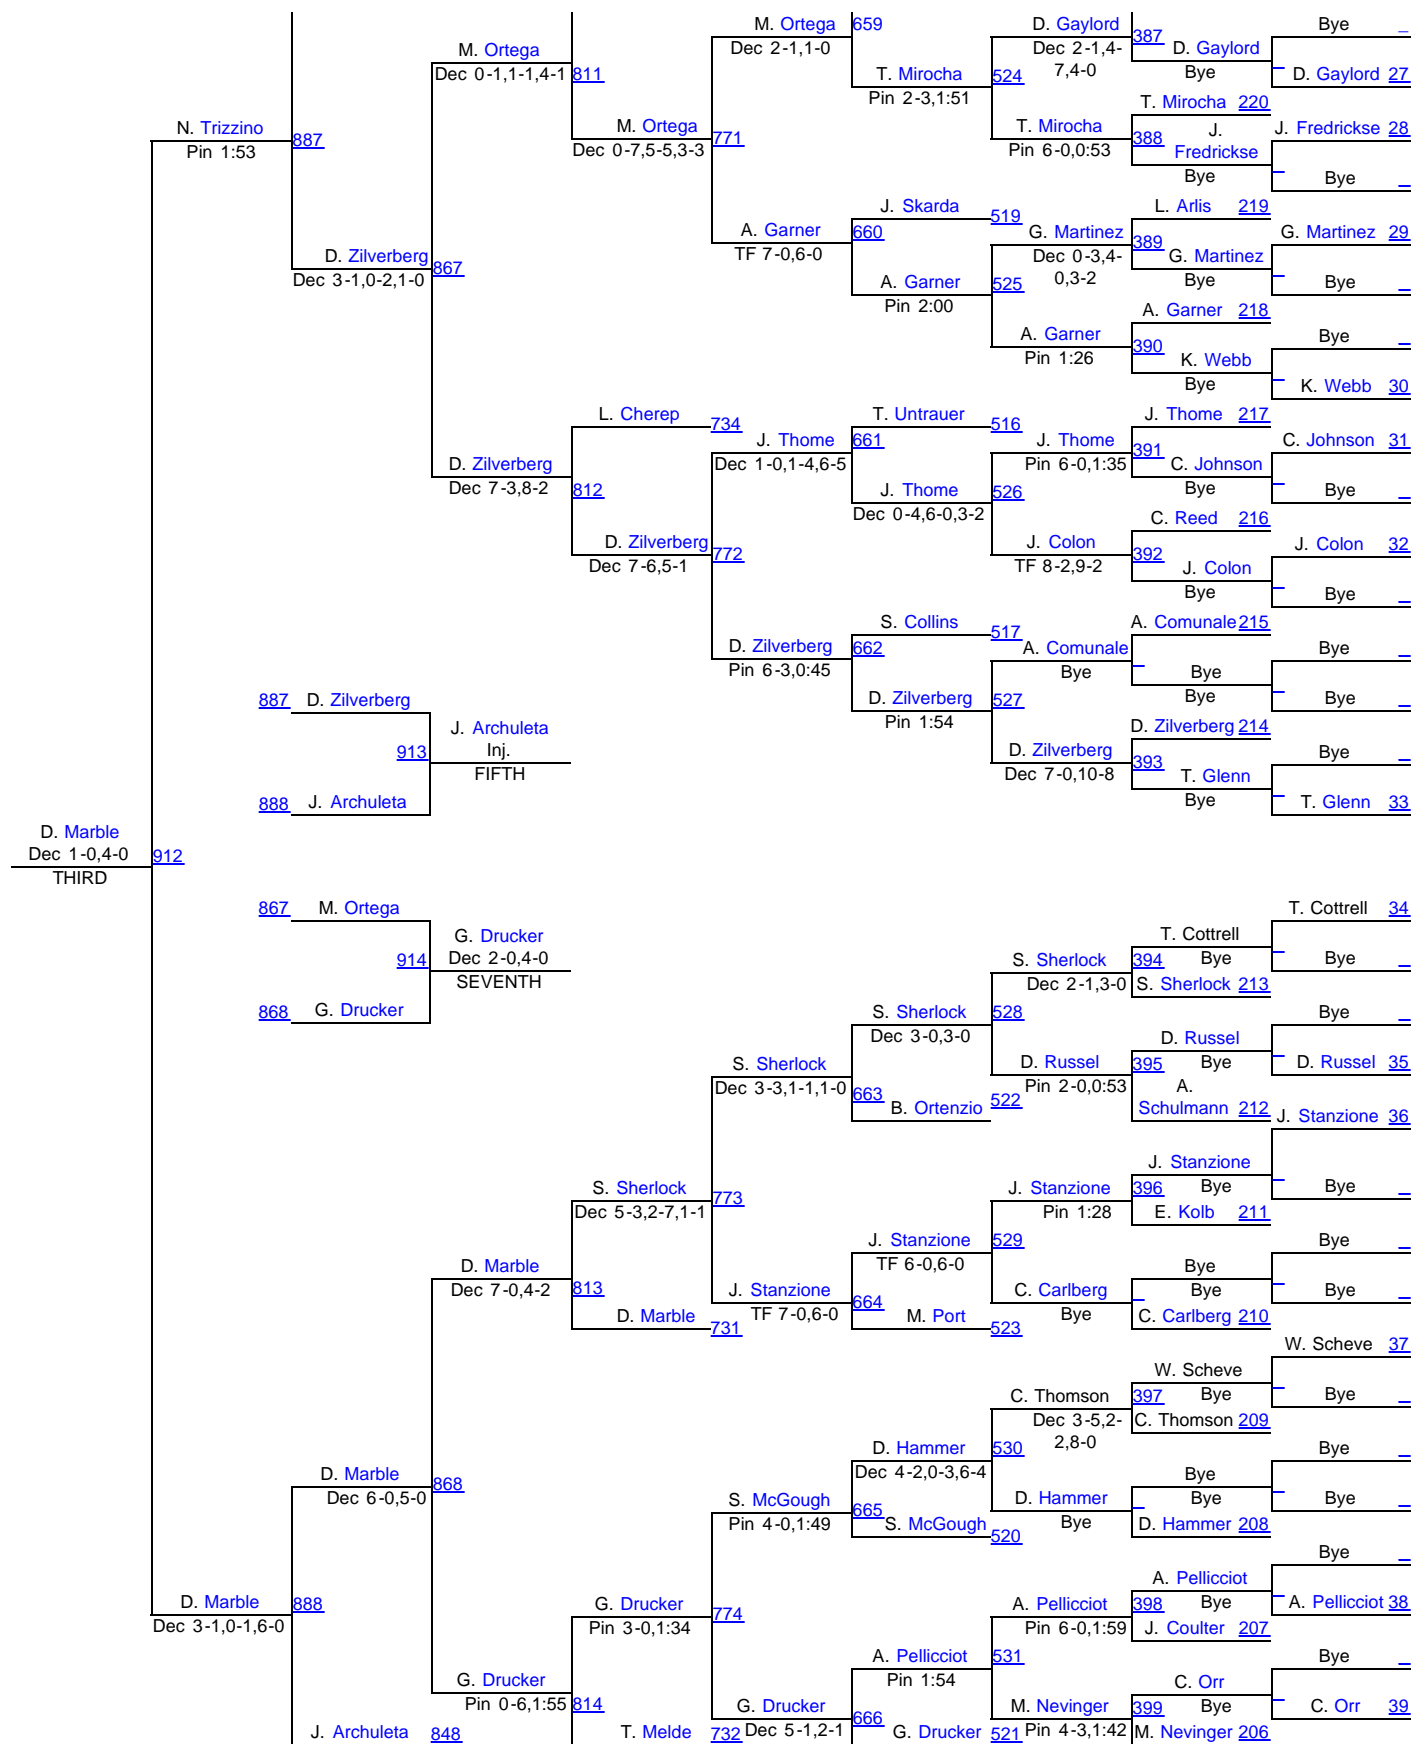 M. Ortega 659
D. Gaylord
Bye _
Dec 2-1,1-0
Dec 2-1,4-
7,4-0
387
D. Gaylord
Bye
_ D. Gaylord 27
M. Ortega
Dec 0-1,1-1,4-1 811
T. Mirocha 524
Pin 2-3,1:51
T. Mirocha 220
N. Trizzino 887
Pin 1:53
M. Ortega 771
Dec 0-7,5-5,3-3
T. Mirocha 388
Pin 6-0,0:53
J.
Fredrickse
Bye
J. Fredrickse 28
_ Bye _
J. Skarda 519
L. Arlis 219
A. Garner 660
TF 7-0,6-0
G. Martinez 389
Dec 0-3,4-
0,3-2
G. Martinez
Bye
G. Martinez 29
_ Bye _
D. Zilverberg 867
Dec 3-1,0-2,1-0
A. Garner 525
Pin 2:00
A. Garner 218
A. Garner 390
Pin 1:26
K. Webb
Bye
Bye _
_ K. Webb 30
L. Cherep 734
T. Untrauer 516
J. Thome 217
J. Thome 661
Dec 1-0,1-4,6-5
J. Thome 391
Pin 6-0,1:35
C. Johnson
Bye
C. Johnson 31
_ Bye _
D. Zilverberg 812
Dec 7-3,8-2
J. Thome 526
Dec 0-4,6-0,3-2
C. Reed 216
D. Zilverberg 772
Dec 7-6,5-1
J. Colon 392
TF 8-2,9-2
J. Colon
Bye
J. Colon 32
_ Bye _
S. Collins 517
A. Comunale 215
D. Zilverberg 662
Pin 6-3,0:45
A. Comunale _
Bye
Bye
Bye
Bye _
_ Bye _
887 D. Zilverberg
D. Zilverberg 527
Pin 1:54
D. Zilverberg 214
913
J. Archuleta
Inj.
FIFTH
D. Zilverberg 393
Dec 7-0,10-8
T. Glenn
Bye
Bye _
_ T. Glenn 33
888 J. Archuleta
D. Marble
Dec 1-0,4-0 912
THIRD
867 M. Ortega
T. Cottrell 34
914
G. Drucker
Dec 2-0,4-0
SEVENTH
S. Sherlock 394
Dec 2-1,3-0
T. Cottrell
Bye
_ Bye _
S. Sherlock 213
868 G. Drucker
S. Sherlock 528
Dec 3-0,3-0
Bye _
S. Sherlock 663
Dec 3-3,1-1,1-0
D. Russel 395
Pin 2-0,0:53
D. Russel
Bye
_ D. Russel 35
B. Ortenzio 522
A.
Schulmann 212
J. Stanzione 36
S. Sherlock 773
Dec 5-3,2-7,1-1
J. Stanzione 396
Pin 1:28
J. Stanzione
Bye
_ Bye _
E. Kolb 211
J. Stanzione 529
TF 6-0,6-0
Bye _
D. Marble 813
Dec 7-0,4-2
J. Stanzione 664
TF 7-0,6-0
C. Carlberg _
Bye
Bye
Bye
_ Bye _
D. Marble 731
M. Port 523
C. Carlberg 210
W. Scheve 37
C. Thomson 397
Dec 3-5,2-
2,8-0
W. Scheve
Bye
_ Bye _
C. Thomson 209
D. Marble 868
Dec 6-0,5-0
D. Hammer 530
Dec 4-2,0-3,6-4
Bye _
S. McGough 665
Pin 4-0,1:49
D. Hammer _
Bye
Bye
Bye
_ Bye _
S. McGough 520
D. Hammer 208
Bye _
D. Marble 888
Dec 3-1,0-1,6-0
G. Drucker 774
Pin 3-0,1:34
A. Pellicciot 398
Pin 6-0,1:59
A. Pellicciot
Bye
_ A. Pellicciot 38
J. Coulter 207
A. Pellicciot 531
Pin 1:54
Bye _
G. Drucker 814
Pin 0-6,1:55
G. Drucker 666
Dec 5-1,2-1
M. Nevinger 399
Pin 4-3,1:42
C. Orr
Bye
_ C. Orr 39
J. Archuleta 848
T. Melde 732
G. Drucker 521
M. Nevinger 206